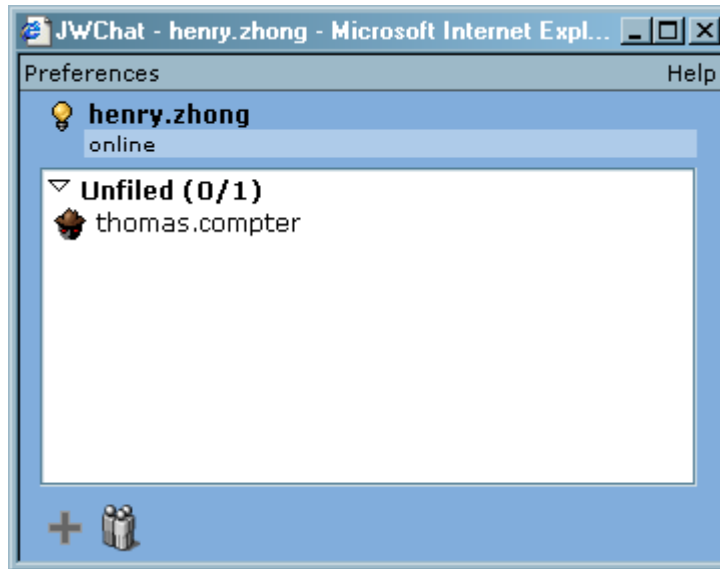 JWChat - henry.zhong - Microsoft Internet Expl...
Preferences Help
henry.zhong
online
Unfiled (0/1)
thomas.compter